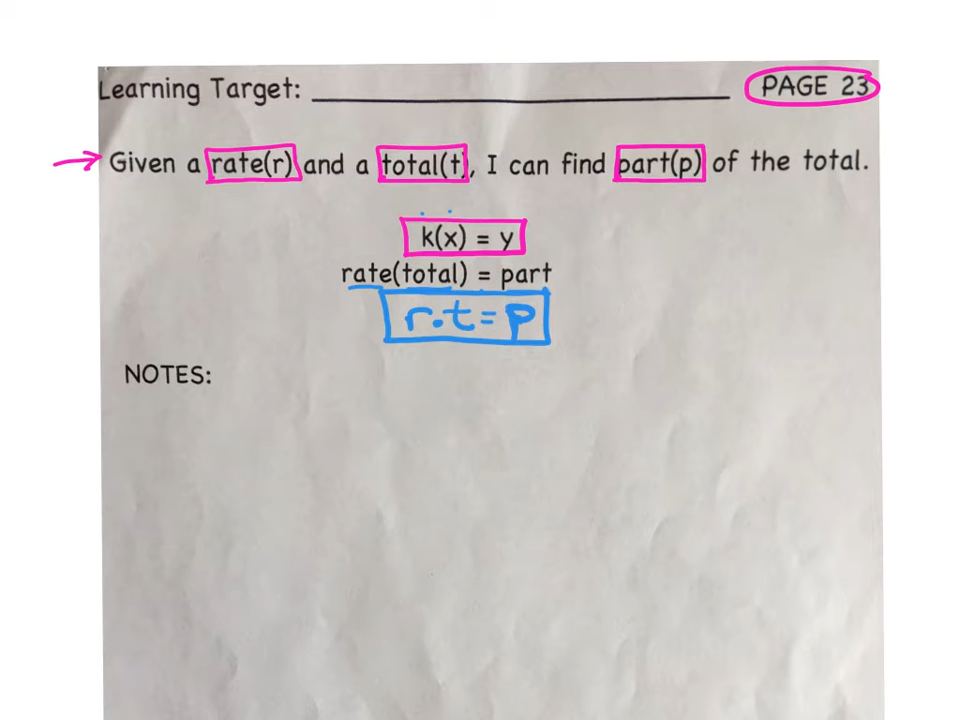 Learning Target: PAGE 23
Given a rate(r) and a total(t), I can find part(p) of the total.
k(x) = y
rate(total) = part
r.t=p
NOTES: